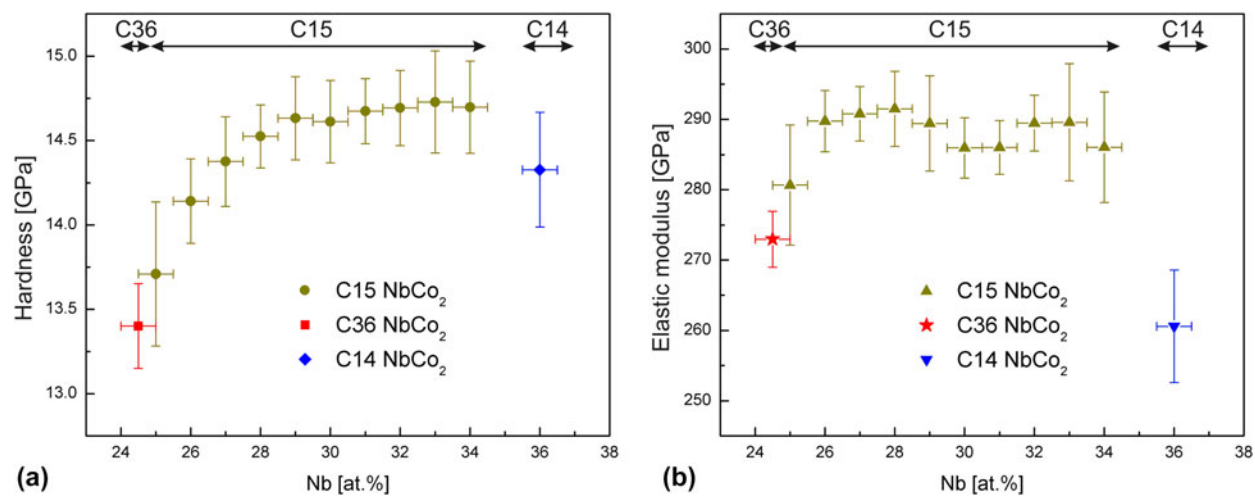 C36 C15 C14
15.0
14.5
14.0
13.5
13.0
Hardness [GPa]
C15 NbCo₂
C36 NbCo₂
C14 NbCo₂
24 26 28 30 32 34 36 38
Nb [at.%]
(a)
C36 C15 C14
300
290
280
270
260
250
Elastic modulus [GPa]
C15 NbCo₂
C36 NbCo₂
C14 NbCo₂
24 26 28 30 32 34 36 38
Nb [at.%]
(b)